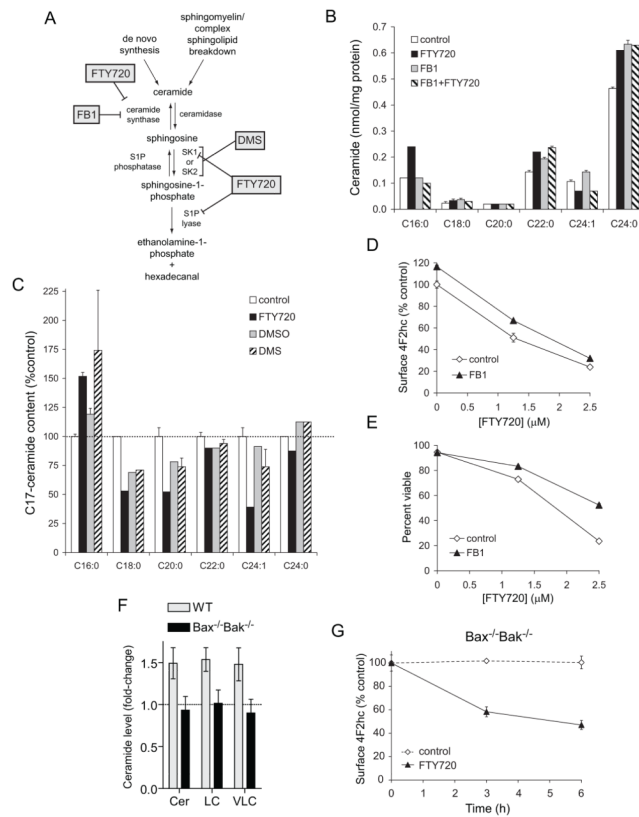 A
sphingomyelin/
complex
sphingolipid
breakdown
de novo
synthesis
FTY720
ceramide
FB1
ceramide
synthase
ceramidase
sphingosine
DMS
S1P
phosphatase
SK1
or
SK2
FTY720
sphingosine-1-
phosphate
S1P
lyase
ethanolamine-1-
phosphate
+
hexadecanal
B
control
FTY720
FB1
FB1+FTY720
Ceramide (nmol/mg protein)
0.7
0.6
0.5
0.4
0.3
0.2
0.1
0.0
C16:0 C18:0 C20:0 C22:0 C24:1 C24:0
C
control
FTY720
DMSO
DMS
C17-ceramide content (%control)
225
200
175
150
125
100
75
50
25
0
C16:0 C18:0 C20:0 C22:0 C24:1 C24:0
D
Surface 4F2hc (% control)
120
100
80
60
40
20
0
control
FB1
0 0.5 1 1.5 2 2.5
[FTY720] (μM)
E
Percent viable
100
80
60
40
20
0
control
FB1
0 0.5 1 1.5 2 2.5
[FTY720] (μM)
F
WT
Bax-/-Bak-/-
Ceramide level (fold-change)
1.5
1.0
0.5
0.0
Cer LC VLC
G
Bax-/-Bak-/-
Surface 4F2hc (% control)
100
80
60
40
20
0
control
FTY720
0 1 2 3 4 5 6
Time (h)